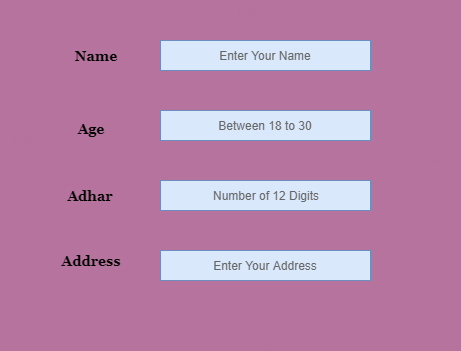 Name Enter Your Name
Age Between 18 to 30
Adhar Number of 12 Digits
Address Enter Your Address